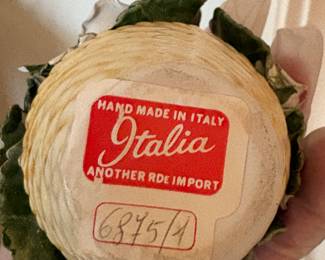 HAND MADE IN ITALY
Italia
ANOTHER RDE IMPORT
6875/1